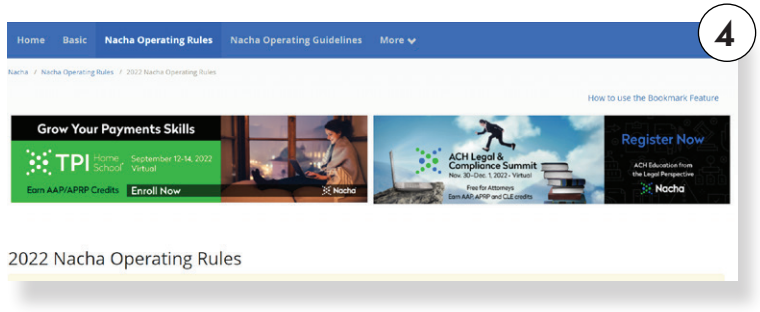 4
Home Basic Nacha Operating Rules Nacha Operating Guidelines More
Nacha / Nacha Operating Rules / 2022 Nacha Operating Rules
How to use the Bookmark Feature
Grow Your Payments Skills
TPI Home School September 12-14, 2022 Virtual
Earn AAP/APRP Credits Enroll Now
Nacha
ACH Legal &
Compliance Summit
Nov. 30-Dec. 1, 2022 - Virtual
Free for Attorneys
Earn AAP, APRP and CLE credits
Register Now
ACH Education from
the Legal Perspective
Nacha
2022 Nacha Operating Rules